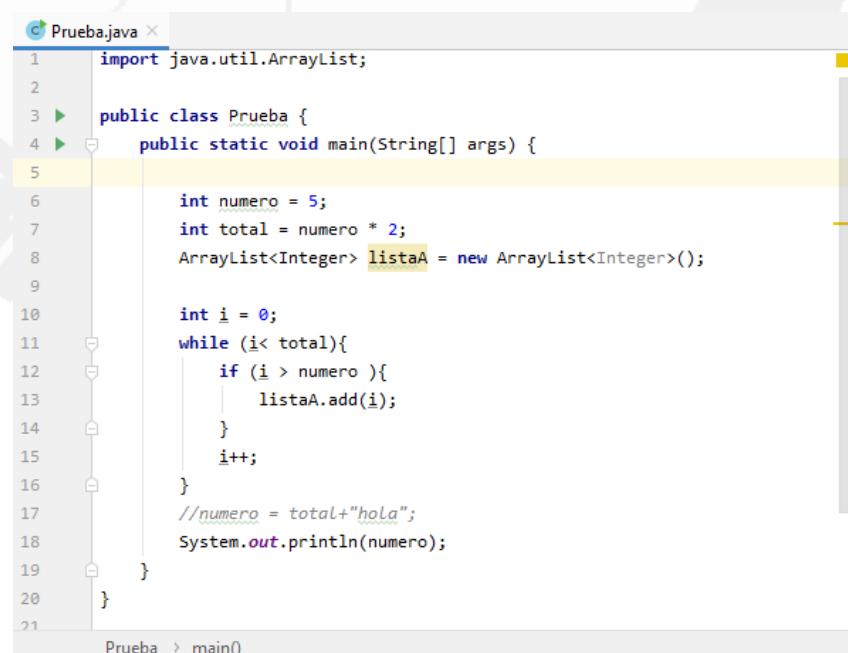 Prueba.java
1 import java.util.ArrayList;
2
3 public class Prueba {
4 public static void main(String[] args) {
5
6 int numero = 5;
7 int total = numero * 2;
8 ArrayList<Integer> listaA = new ArrayList<Integer>();
9
10 int i = 0;
11 while (i< total){
12 if (i > numero ){
13 listaA.add(i);
14 }
15 i++;
16 }
17 //numero = total+"hola";
18 System.out.println(numero);
19 }
20 }
21
Prueba > main()